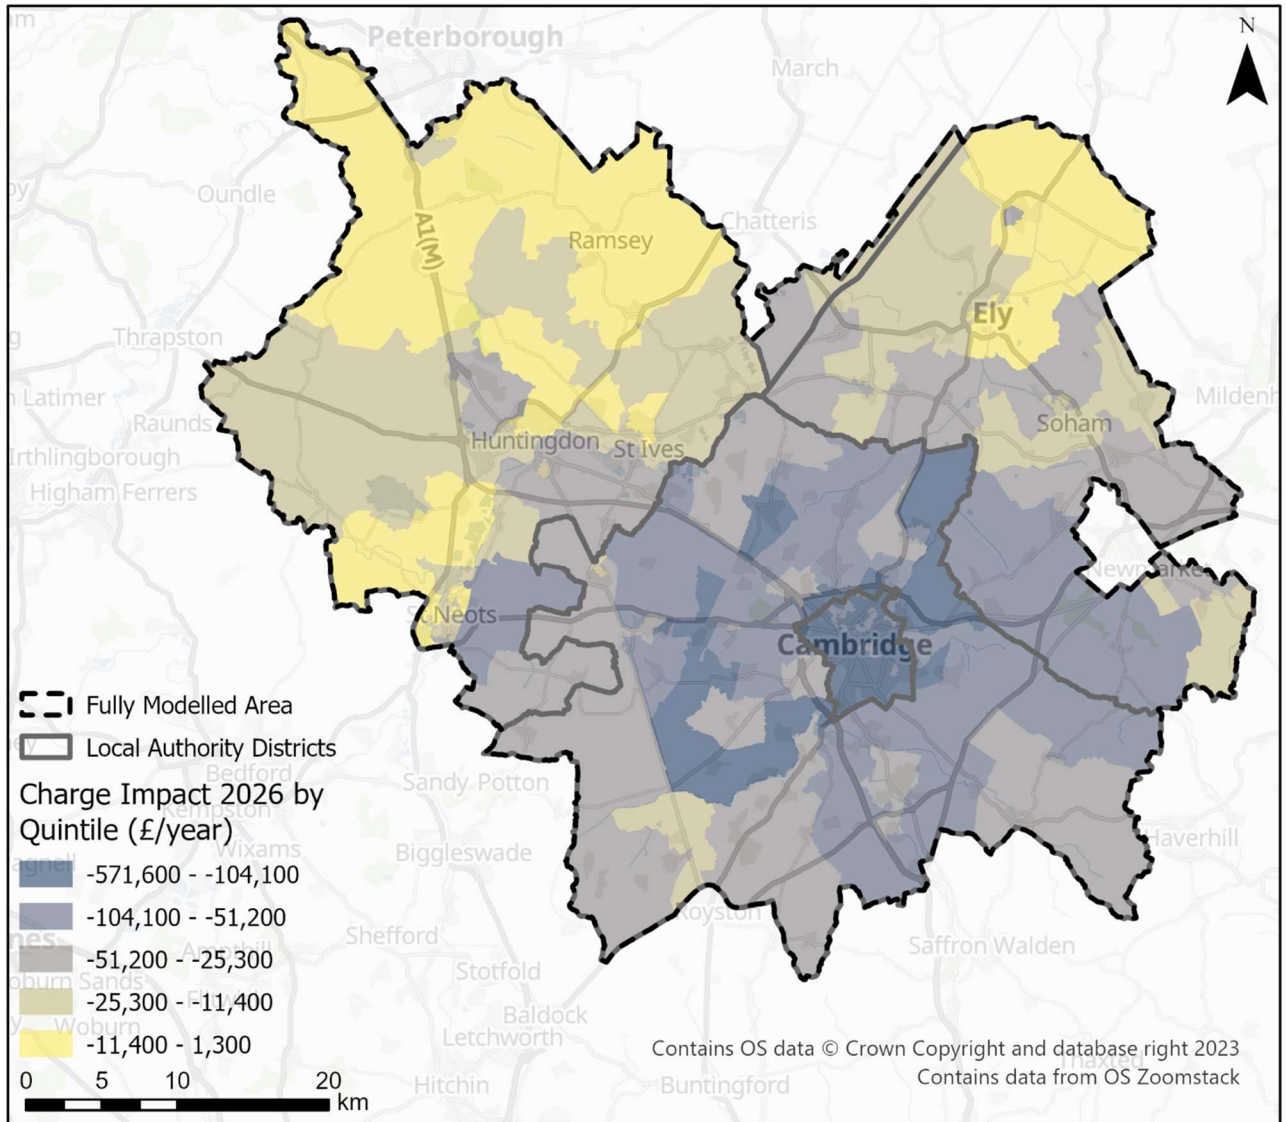 N
Peterborough
March
Oundle
Chatteris
A1(M)
Ramsey
Ely
Thrapston
Latimer
Raunds
Mildenh
Soham
Huntingdon
St Ives
Irthlingborough
Higham Ferrers
Newmarket
St Neots
Cambridge
Fully Modelled Area
Local Authority Districts
Bedford
Sandy Potton
Charge Impact 2026 by
Quintile (£/year)
Kempston
Haverhill
Wixams
Biggleswade
-571,600 - -104,100
-104,100 - -51,200
Royston
Shefford
Saffron Walden
Ampthill
-51,200 - -25,300
Stotfold
-25,300 - -11,400
Baldock
Woburn
Letchworth
-11,400 - 1,300
Contains OS data © Crown Copyright and database right 2023
Thaxted
Contains data from OS Zoomstack
Hitchin
Buntingford
0 5 10 20
km